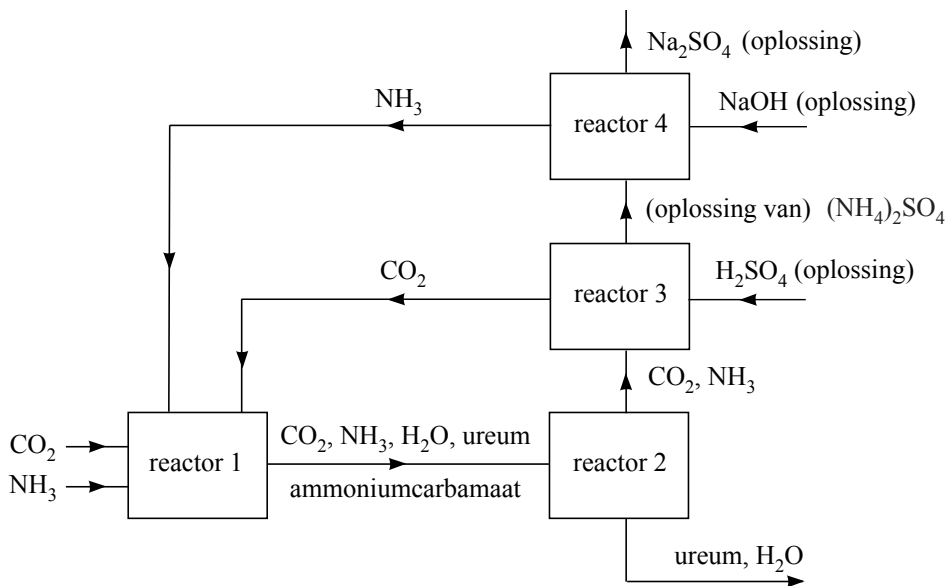 Na₂SO₄ (oplossing)
NH₃
reactor 4
NaOH (oplossing)
(oplossing van) (NH₄)₂SO₄
CO₂
reactor 3
H₂SO₄ (oplossing)
CO₂, NH₃
CO₂
NH₃
reactor 1
CO₂, NH₃, H₂O, ureum
ammoniumcarbamaat
reactor 2
ureum, H₂O